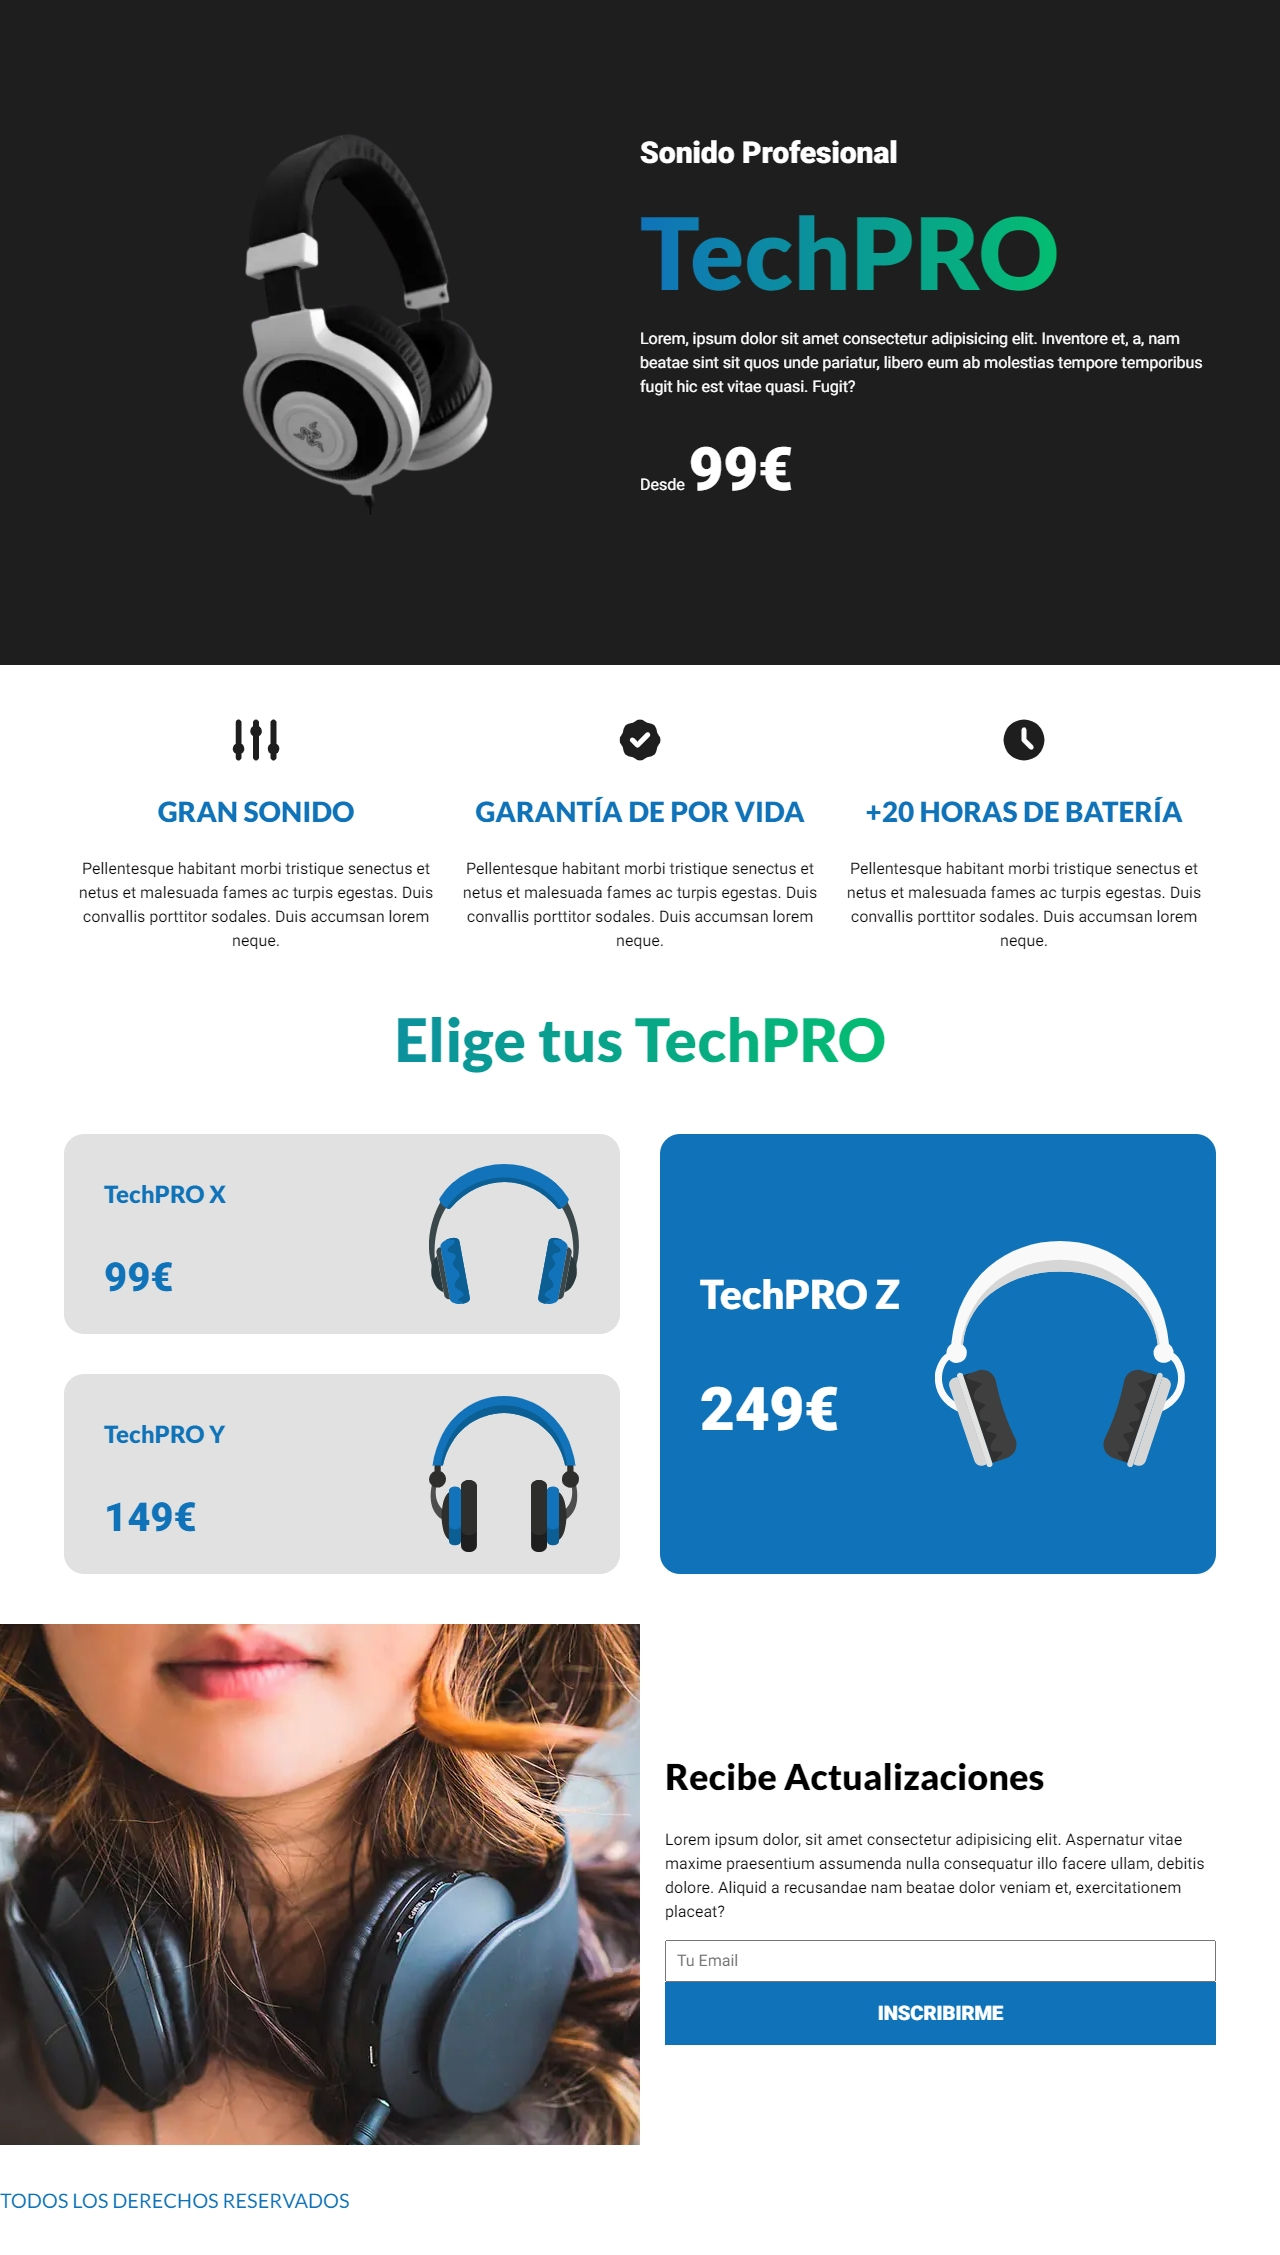 Sonido Profesional
TechPRO
Lorem, ipsum dolor sit amet consectetur adipisicing elit. Inventore et, a, nam
beatae sint sit quos unde pariatur, libero eum ab molestias tempore temporibus
fugit hic est vitae quasi. Fugit?
Desde 99€
GRAN SONIDO
Pellentesque habitant morbi tristique senectus et
netus et malesuada fames ac turpis egestas. Duis
convallis porttitor sodales. Duis accumsan lorem
neque.
GARANTÍA DE POR VIDA
Pellentesque habitant morbi tristique senectus et
netus et malesuada fames ac turpis egestas. Duis
convallis porttitor sodales. Duis accumsan lorem
neque.
+20 HORAS DE BATERÍA
Pellentesque habitant morbi tristique senectus et
netus et malesuada fames ac turpis egestas. Duis
convallis porttitor sodales. Duis accumsan lorem
neque.
Elige tus TechPRO
TechPRO X
99€
TechPRO Y
149€
TechPRO Z
249€
Recibe Actualizaciones
Lorem ipsum dolor, sit amet consectetur adipisicing elit. Aspernatur vitae
maxime praesentium assumenda nulla consequatur illo facere ullam, debitis
dolore. Aliquid a recusandae nam beatae dolor veniam et, exercitationem
placeat?
Tu Email
INSCRIBIRME
TODOS LOS DERECHOS RESERVADOS